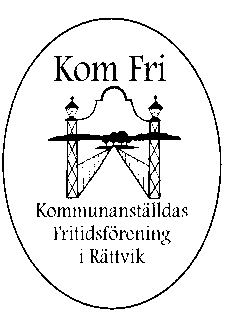 Kom Fri
Kommunanställdas
Fritidsförening
i Rättvik